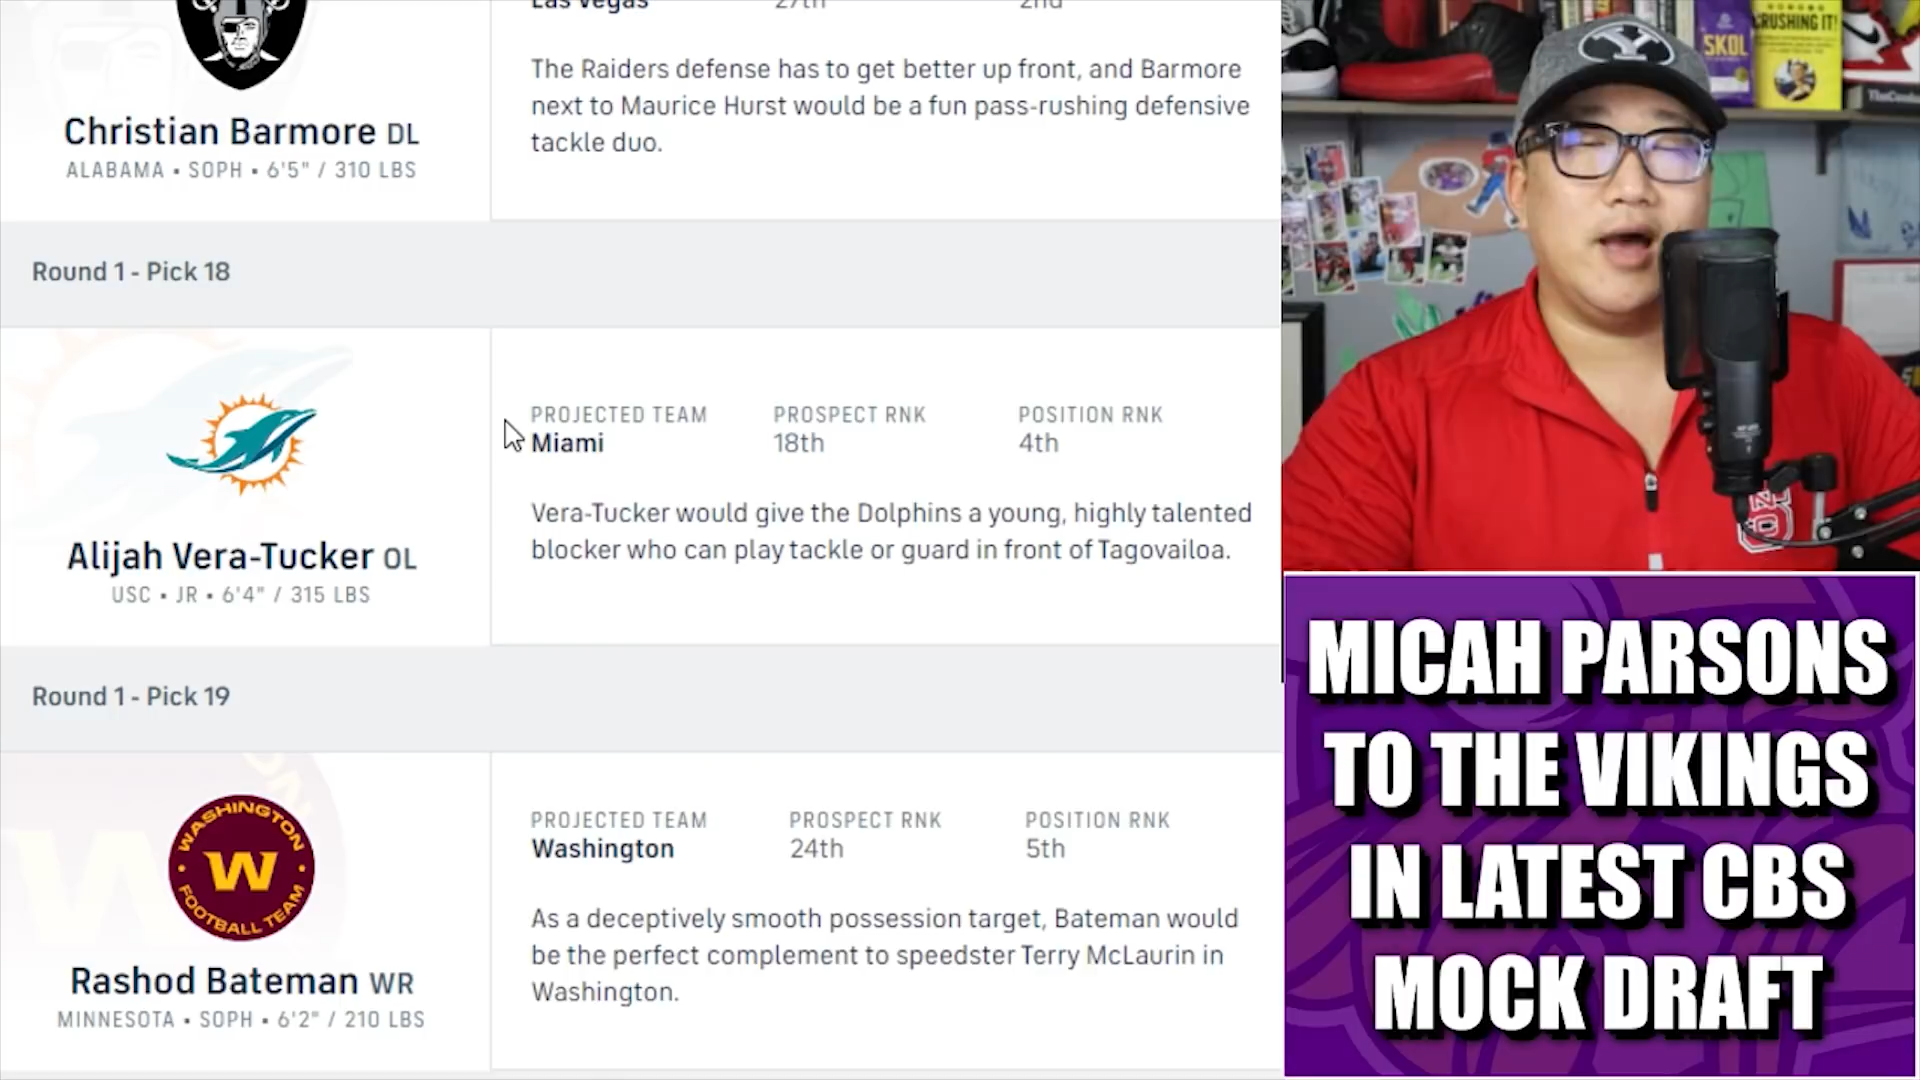 Las Vegas 27th 2nd
The Raiders defense has to get better up front, and Barmore
next to Maurice Hurst would be a fun pass-rushing defensive
tackle duo.
Christian Barmore DL
ALABAMA • SOPH • 6'5" / 310 LBS
Round 1 - Pick 18
PROJECTED TEAM PROSPECT RNK POSITION RNK
Miami 18th 4th
Vera-Tucker would give the Dolphins a young, highly talented
blocker who can play tackle or guard in front of Tagovailoa.
Alijah Vera-Tucker OL
USC • JR • 6'4" / 315 LBS
Round 1 - Pick 19
PROJECTED TEAM PROSPECT RNK POSITION RNK
Washington 24th 5th
As a deceptively smooth possession target, Bateman would
be the perfect complement to speedster Terry McLaurin in
Washington.
WASHINGTON
W
FOOTBALL TEAM
Rashod Bateman WR
MINNESOTA • SOPH • 6'2" / 210 LBS
SKOL
CRUSHING IT!
Y
MICAH PARSONS
TO THE VIKINGS
IN LATEST CBS
MOCK DRAFT